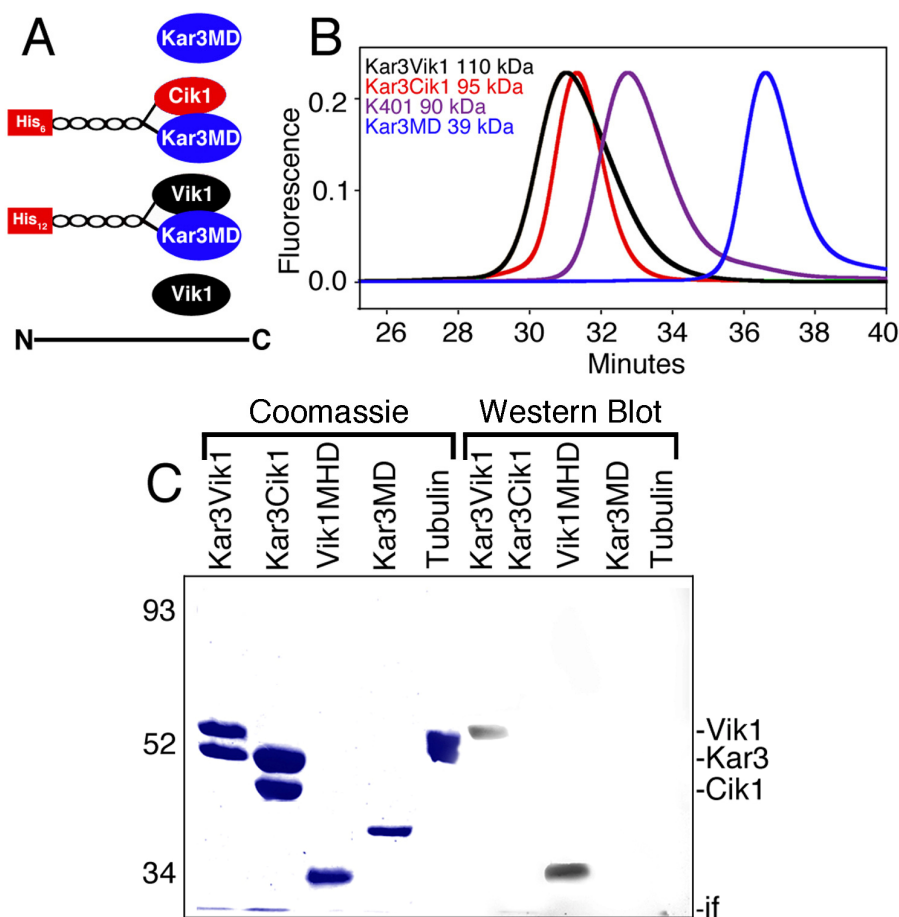 A
Kar3MD
Cik1
His6
Kar3MD
Vik1
His12
Kar3MD
Vik1
N
C
B
Kar3Vik1 110 kDa
Kar3Cik1 95 kDa
K401 90 kDa
Kar3MD 39 kDa
Fluorescence
0.2
0.1
0.0
26 28 30 32 34 36 38 40
Minutes
Coomassie Western Blot
C
Kar3Vik1
Kar3Cik1
Vik1MHD
Kar3MD
Tubulin
Kar3Vik1
Kar3Cik1
Vik1MHD
Kar3MD
Tubulin
93
52
34
-Vik1
-Kar3
-Cik1
-if